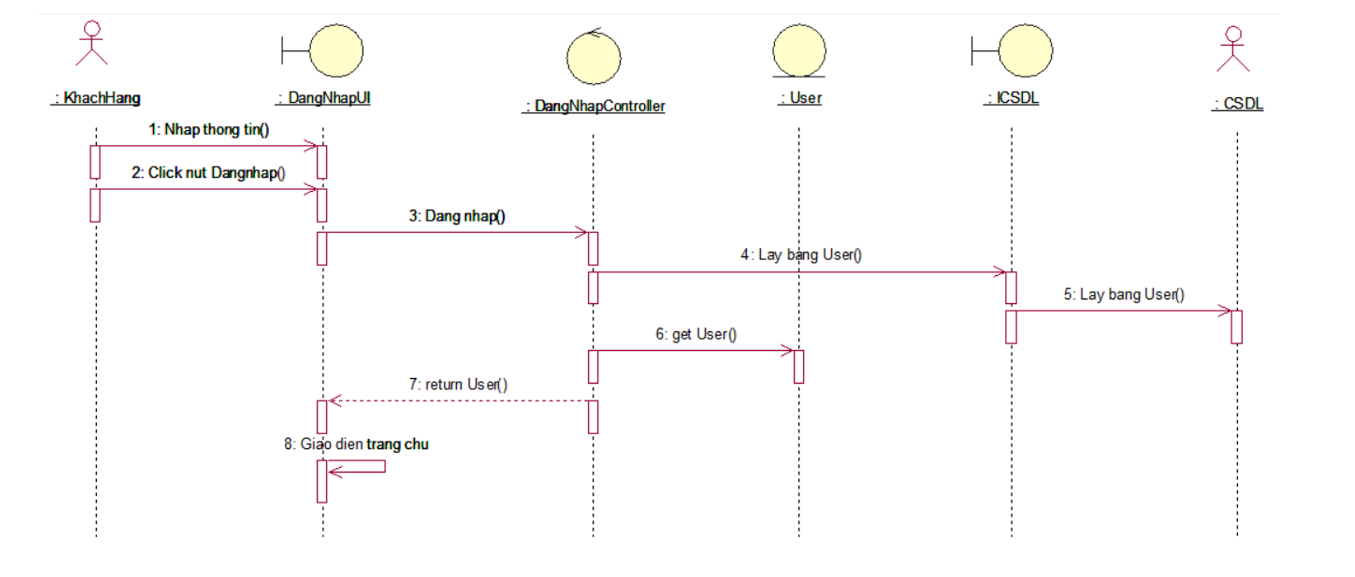 : KhachHang
: DangNhapUI
: DangNhapController
: User
: ICSDL
: CSDL
1: Nhap thong tin()
2: Click nut Dangnhap()
3: Dang nhap()
4: Lay bang User()
5: Lay bang User()
6: get User()
7: return User()
8: Giao dien trang chu